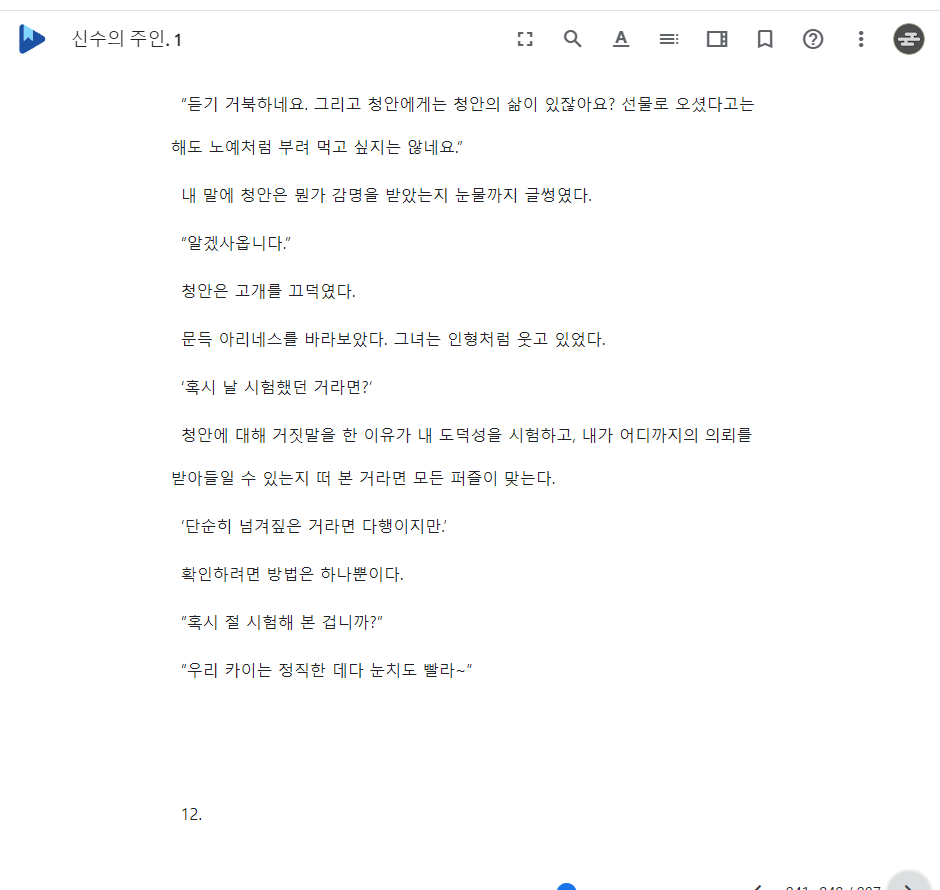 신수의 주인. 1
"듣기 거북하네요. 그리고 청안에게는 청안의 삶이 있잖아요? 선물로 오셨다고는
해도 노예처럼 부려 먹고 싶지는 않네요."
내 말에 청안은 뭔가 감명을 받았는지 눈물까지 글썽였다.
"알겠사옵니다."
청안은 고개를 끄덕였다.
문득 아리네스를 바라보았다. 그녀는 인형처럼 웃고 있었다.
'혹시 날 시험했던 거라면?'
청안에 대해 거짓말을 한 이유가 내 도덕성을 시험하고, 내가 어디까지의 의뢰를
받아들일 수 있는지 떠 본 거라면 모든 퍼즐이 맞는다.
'단순히 넘겨짚은 거라면 다행이지만.'
확인하려면 방법은 하나뿐이다.
"혹시 절 시험해 본 겁니까?"
"우리 카이는 정직한 데다 눈치도 빨라~"
12.